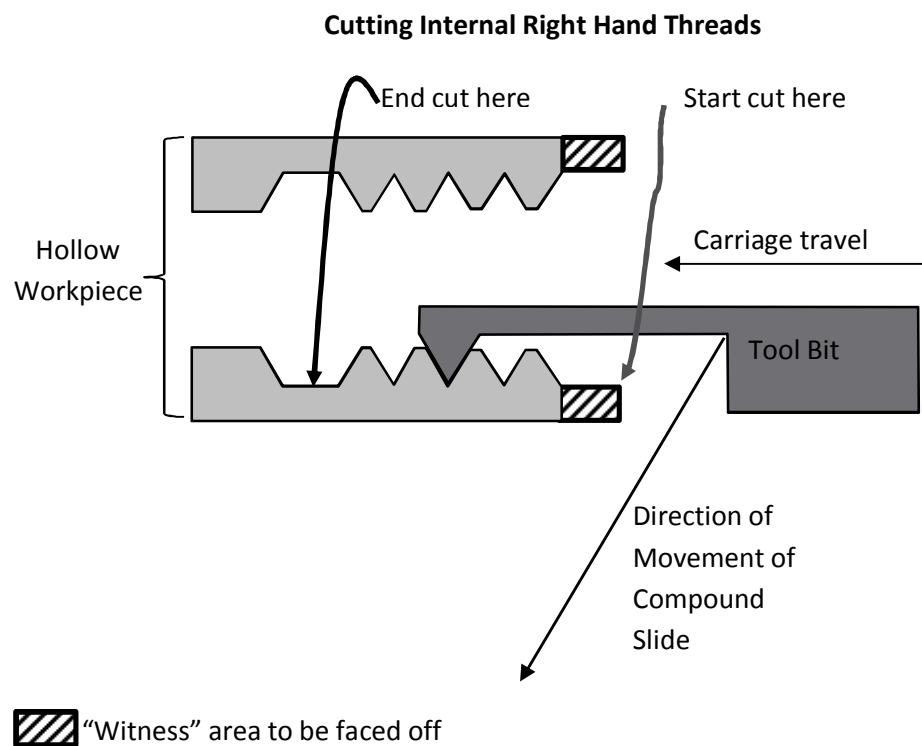 Cutting Internal Right Hand Threads
End cut here
Start cut here
Carriage travel
Hollow
Workpiece
Tool Bit
Direction of
Movement of
Compound
Slide
“Witness” area to be faced off